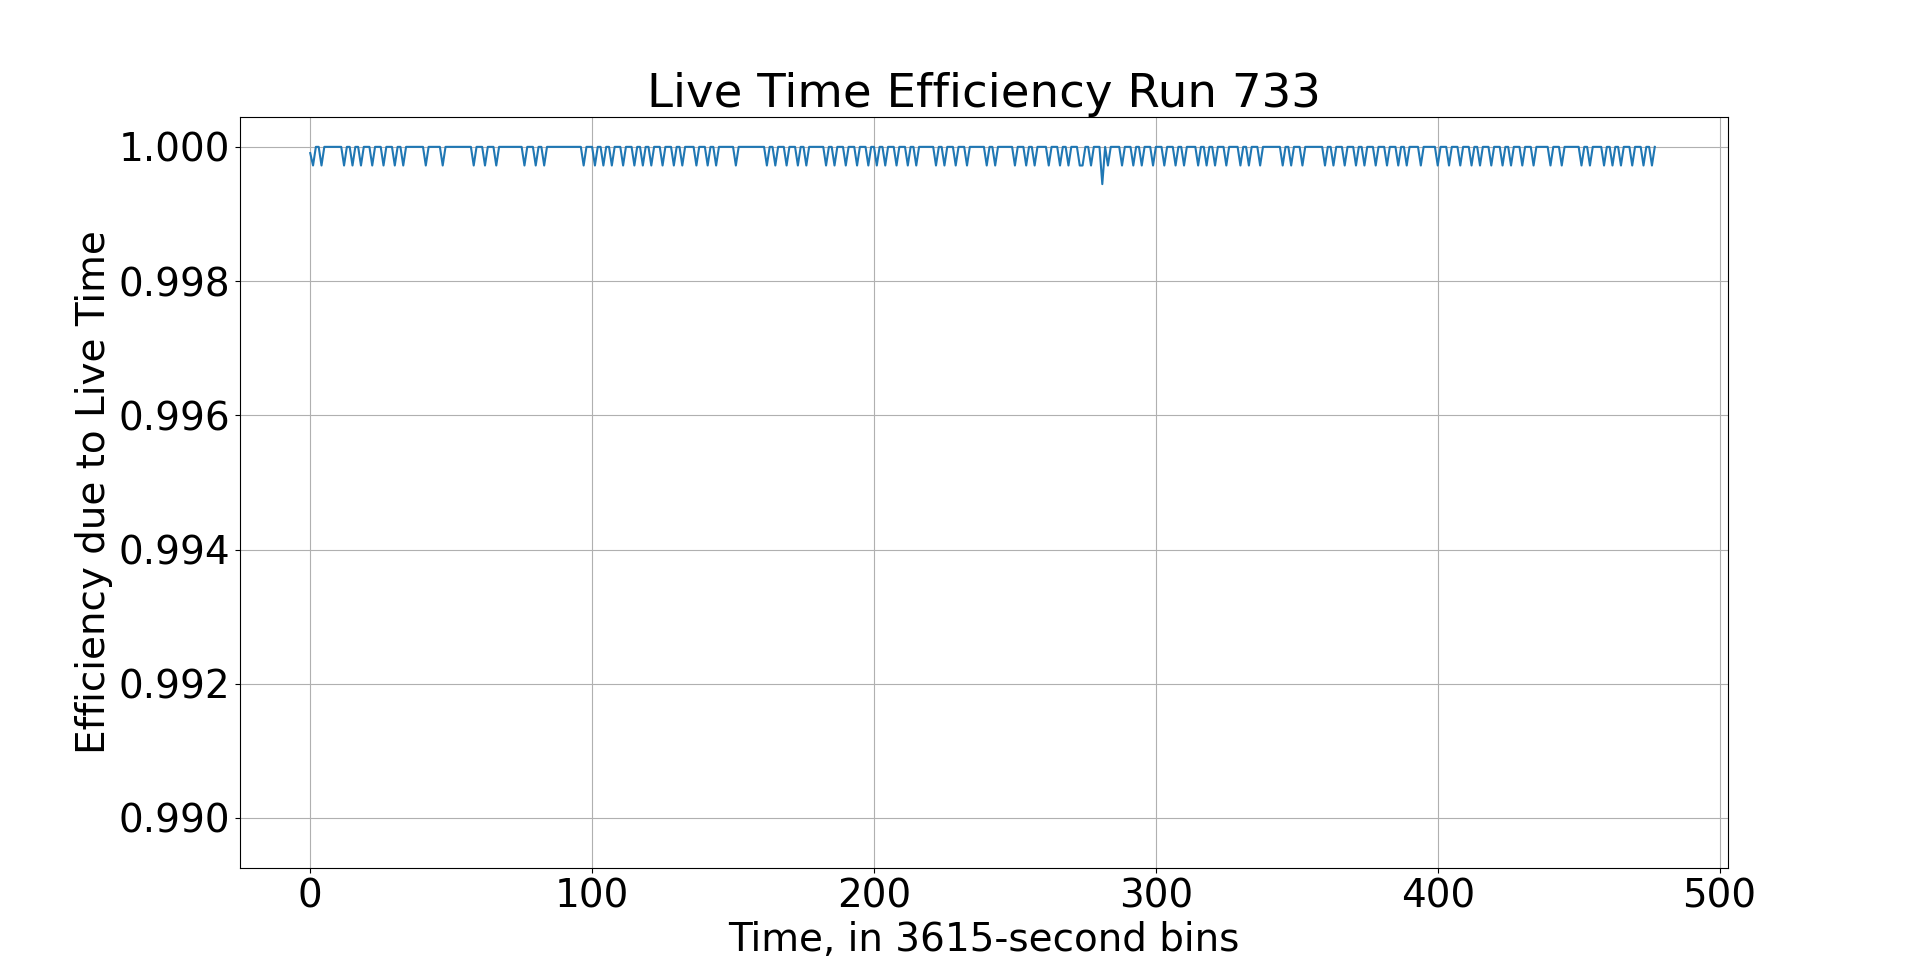 Live Time Efficiency Run 733
Efficiency due to Live Time
1.000
0.998
0.996
0.994
0.992
0.990
0 100 200 300 400 500
Time, in 3615-second bins